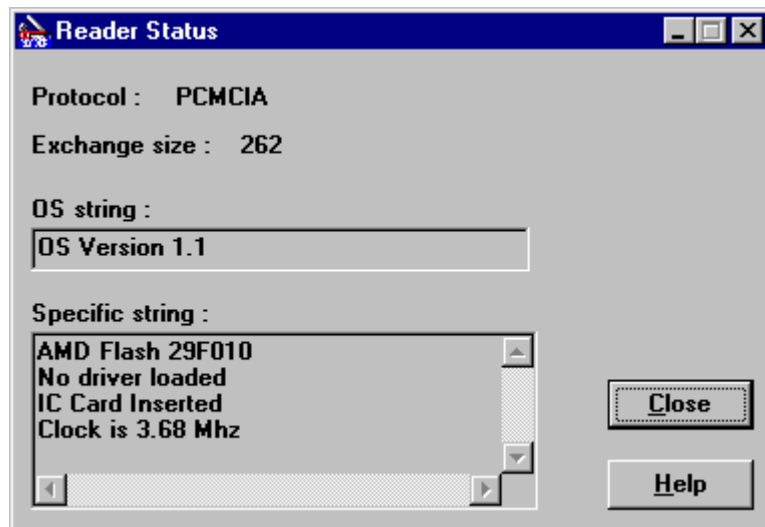 Reader Status
Protocol : PCMCIA
Exchange size : 262
OS string :
OS Version 1.1
Specific string :
AMD Flash 29F010
No driver loaded
IC Card Inserted
Clock is 3.68 Mhz
Close
Help